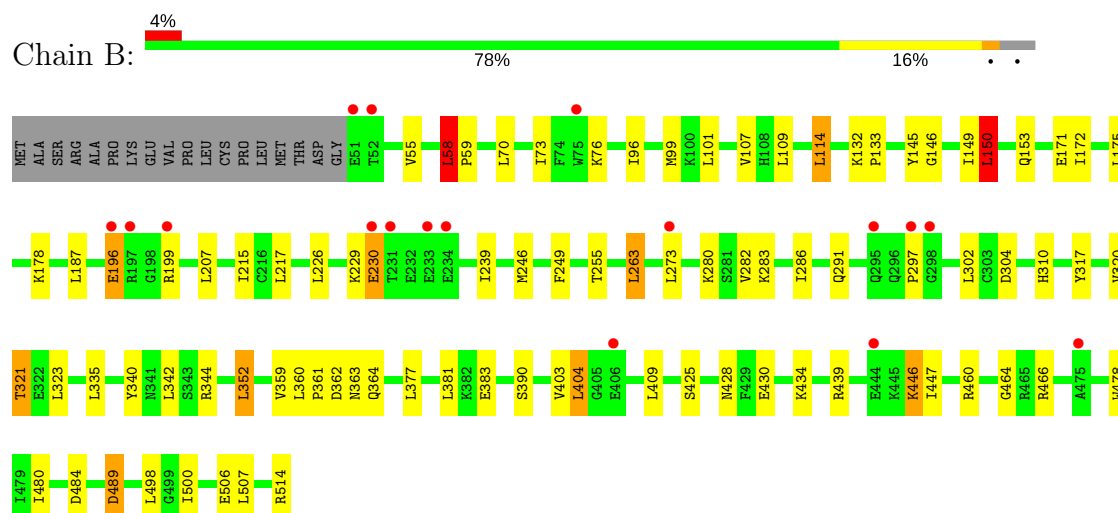 4%
Chain B:
78% 16% • •
MET ALA SER ARG ALA PRO LYS GLU VAL PRO LEU CYS PRO LEU MET THR ASP GLY E51 T52 V55 L58 P59 L70 I73 F74 W75 K76 I96 M99 K100 L101 V107 H108 L109 L114 K132 P133 Y145 G146 I149 L150 Q153 E171 I172 L175
K178 L187 E196 R197 G198 R199 L207 I215 C216 L217 L226 K229 E230 T231 E232 E233 E234 I239 M246 F249 T255 L263 L273 K280 S281 V282 K283 I286 Q291 Q295 Q296 P297 G298 L302 C303 D304 H310 Y317
T321 E322 L323 L335 Y340 N341 L342 S343 R344 L352 V359 L360 P361 D362 N363 Q364 L377 L381 K382 E383 S390 V403 L404 G405 E406 L409 S425 N428 F429 E430 K434 R439 E444 K445 K446 I447 R460 G464 R465 R466 A475
I479 I480 D484 D489 L498 G499 I500 E506 L507 R514